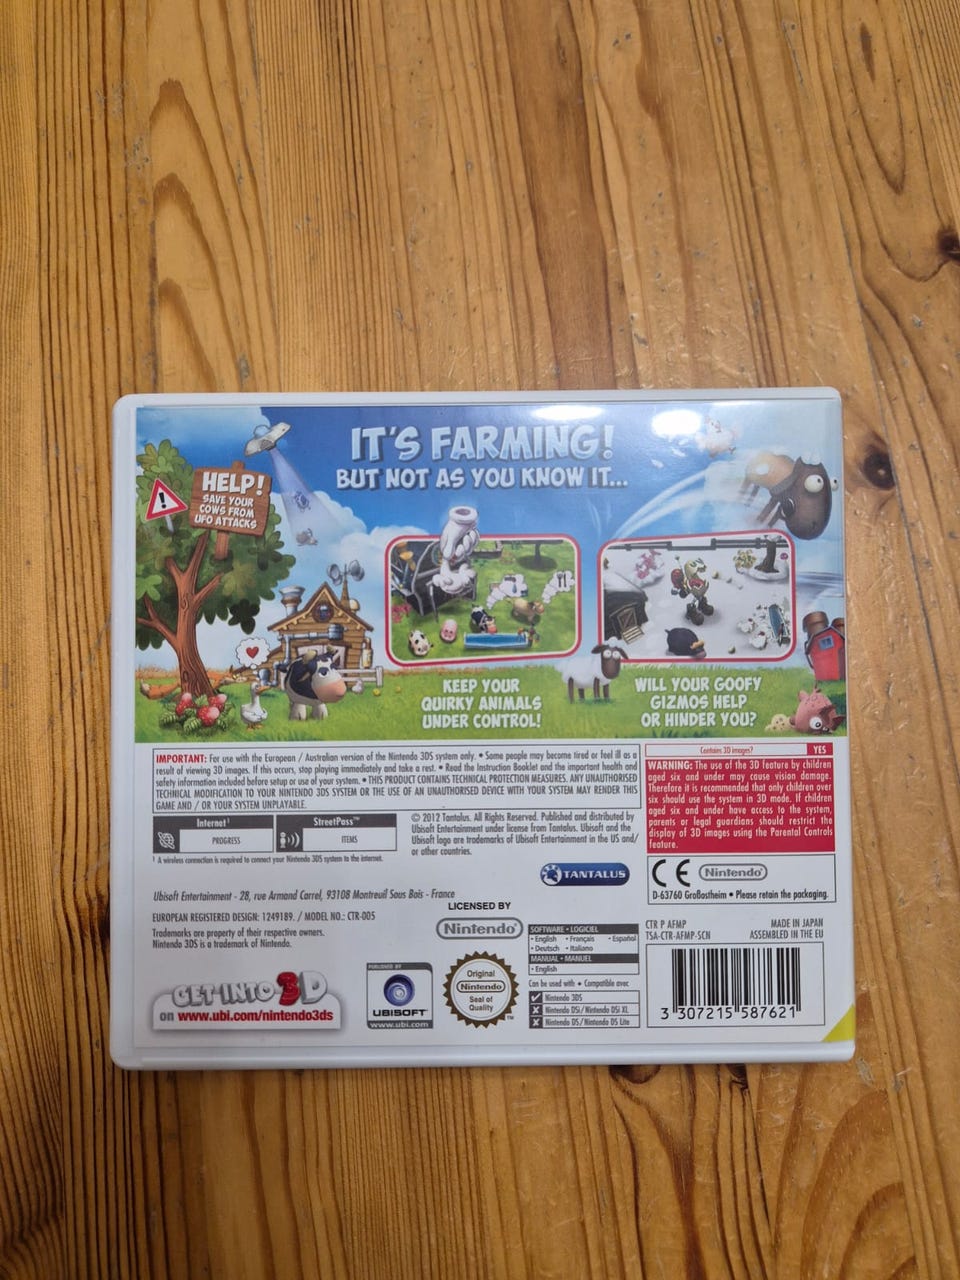 IT'S FARMING!
BUT NOT AS YOU KNOW IT...
HELP!
SAVE YOUR
COWS FROM
UFO ATTACKS
KEEP YOUR
QUIRKY ANIMALS
UNDER CONTROL!
WILL YOUR GOOFY
GIZMOS HELP
OR HINDER YOU?
IMPORTANT: For use with the European / Australian version of the Nintendo 3DS system only. • Some people may become tired or feel ill as a
result of viewing 3D images. If this occurs, stop playing immediately and take a rest. • Read the Instruction Booklet and the important health and
safety information included before setup or use of your system. • THIS PRODUCT CONTAINS TECHNICAL PROTECTION MEASURES. ANY UNAUTHORISED
TECHNICAL MODIFICATION TO YOUR NINTENDO 3DS SYSTEM OR THE USE OF AN UNAUTHORISED DEVICE WITH YOUR SYSTEM MAY RENDER THIS
GAME AND / OR YOUR SYSTEM UNPLAYABLE.
Contains 3D images? YES
WARNING: The use of the 3D feature by children
aged six and under may cause vision damage.
Therefore it is recommended that only children over
six should use the system in 3D mode. If children
aged six and under have access to the system,
parents or legal guardians should restrict the
display of 3D images using the Parental Controls
feature.
Internet¹
PROGRESS
StreetPass™
ITEMS
¹ A wireless connection is required to connect your Nintendo 3DS system to the internet.
© 2012 Tantalus. All Rights Reserved. Published and distributed by
Ubisoft Entertainment under license from Tantalus. Ubisoft and the
Ubisoft logo are trademarks of Ubisoft Entertainment in the US and/
or other countries.
TANTALUS
CE Nintendo
D-63760 Großostheim • Please retain the packaging.
Ubisoft Entertainment - 28, rue Armand Carrel, 93108 Montreuil Sous Bois - France
EUROPEAN REGISTERED DESIGN: 1249189. / MODEL NO.: CTR-005
Trademarks are property of their respective owners.
Nintendo 3DS is a trademark of Nintendo.
LICENSED BY
Nintendo
SOFTWARE • LOGICIEL
• English • Français • Español
• Deutsch • Italiano
MANUAL • MANUEL
• English
Can be used with • Compatible avec
Nintendo 3DS
Nintendo DSi/Nintendo DSi XL
Nintendo DS/Nintendo DS Lite
CTR P AFMP
TSA-CTR-AFMP-SCN
MADE IN JAPAN
ASSEMBLED IN THE EU
3 307215 587621
GET INTO 3D
on www.ubi.com/nintendo3ds
PUBLISHED BY
UBISOFT
www.ubi.com
Original
Nintendo
Seal of
Quality
TM